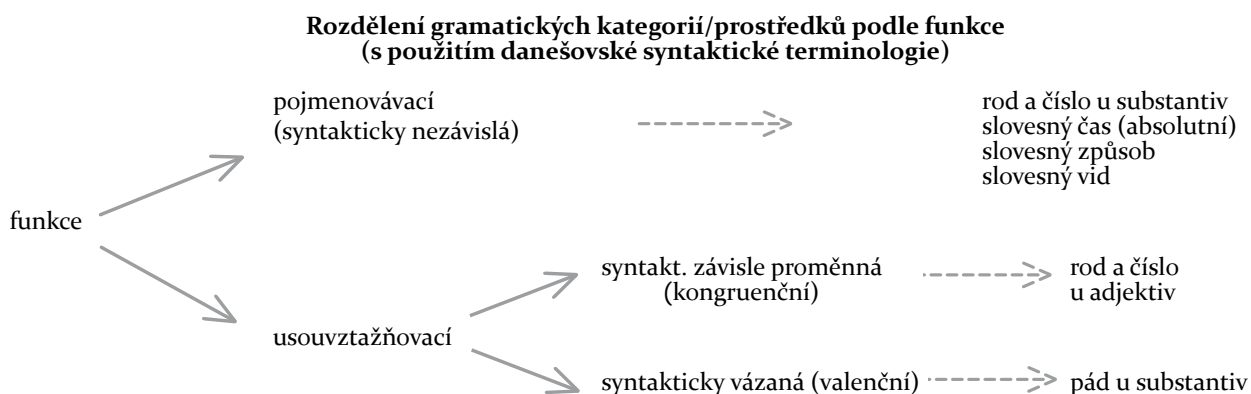 Rozdělení gramatických kategorií/prostředků podle funkce
(s použitím danešovské syntaktické terminologie)
pojmenovávací
(syntakticky nezávislá)
rod a číslo u substantiv
slovesný čas (absolutní)
slovesný způsob
slovesný vid
funkce
syntakt. závisle proměnná
(kongruenční)
rod a číslo
u adjektiv
usouvztažňovací
syntakticky vázaná (valenční)
pád u substantiv